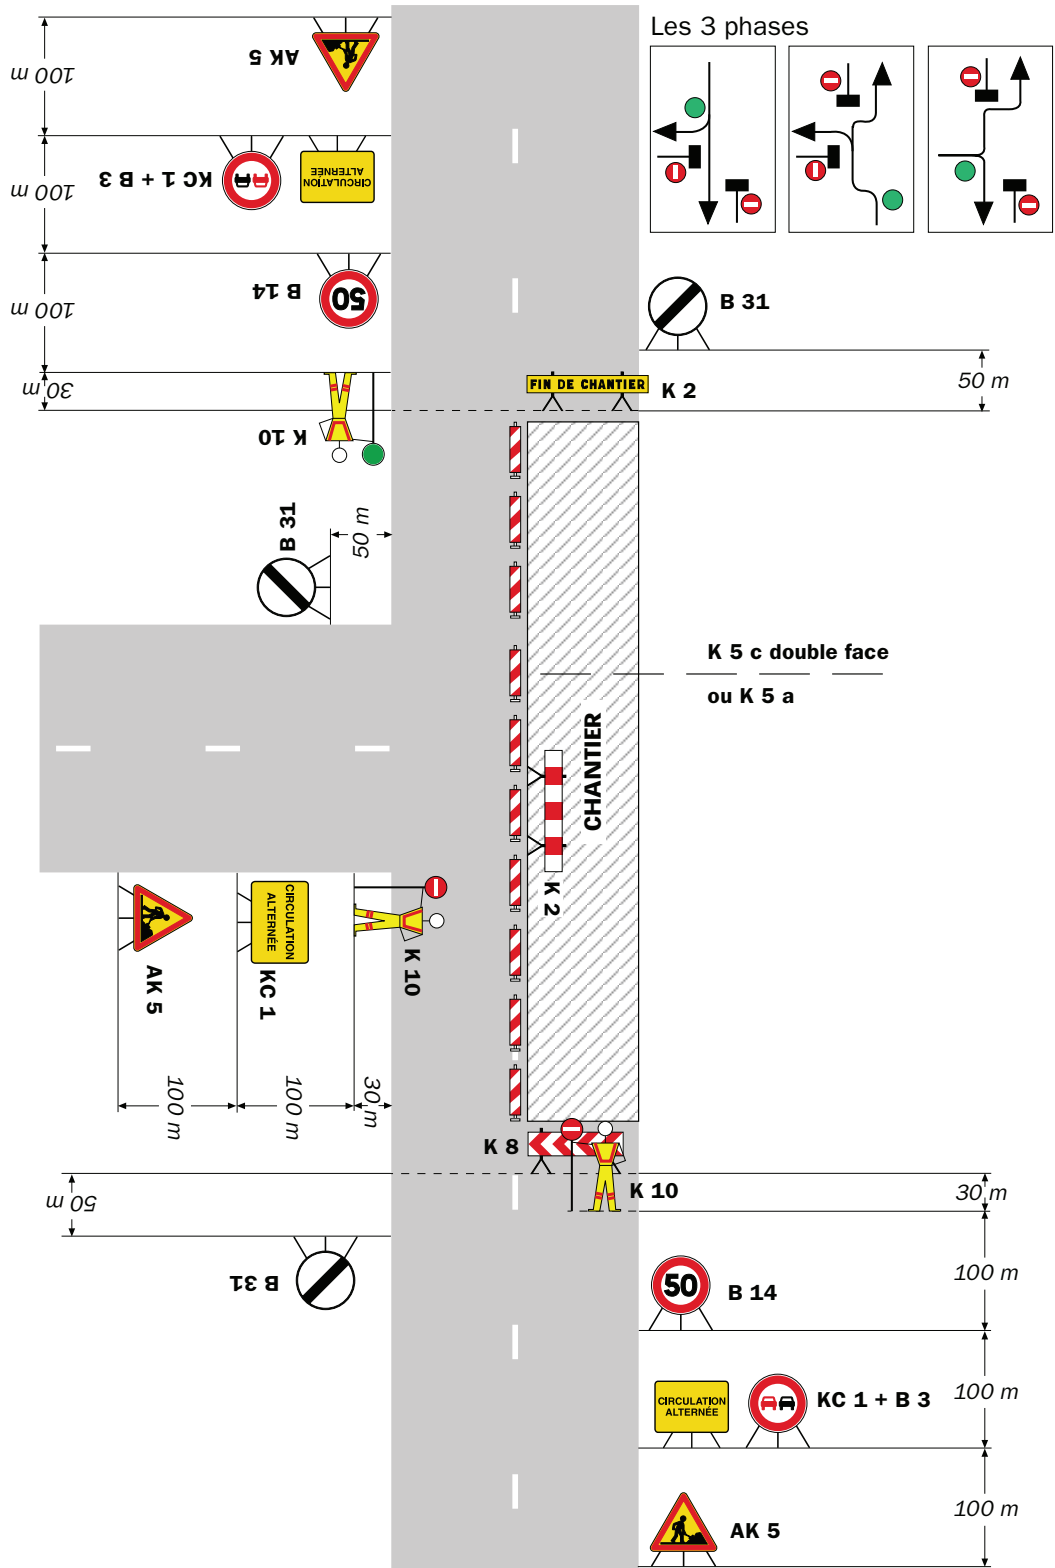 Les 3 phases
AK 5
100 m
KC 1 + B 3
CIRCULATION
ALTERNÉE
100 m
B 14
50
100 m
B 31
50 m
FIN DE CHANTIER
K 2
30 m
K 10
B 31
50 m
K 5 c double face
ou K 5 a
CHANTIER
K 2
AK 5
KC 1
CIRCULATION
ALTERNÉE
K 10
100 m
100 m
30 m
K 8
K 10
30 m
50 m
B 31
50
B 14
100 m
CIRCULATION
ALTERNÉE
KC 1 + B 3
100 m
AK 5
100 m